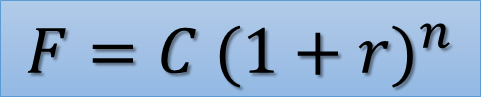 F = C (1 + r)ⁿ